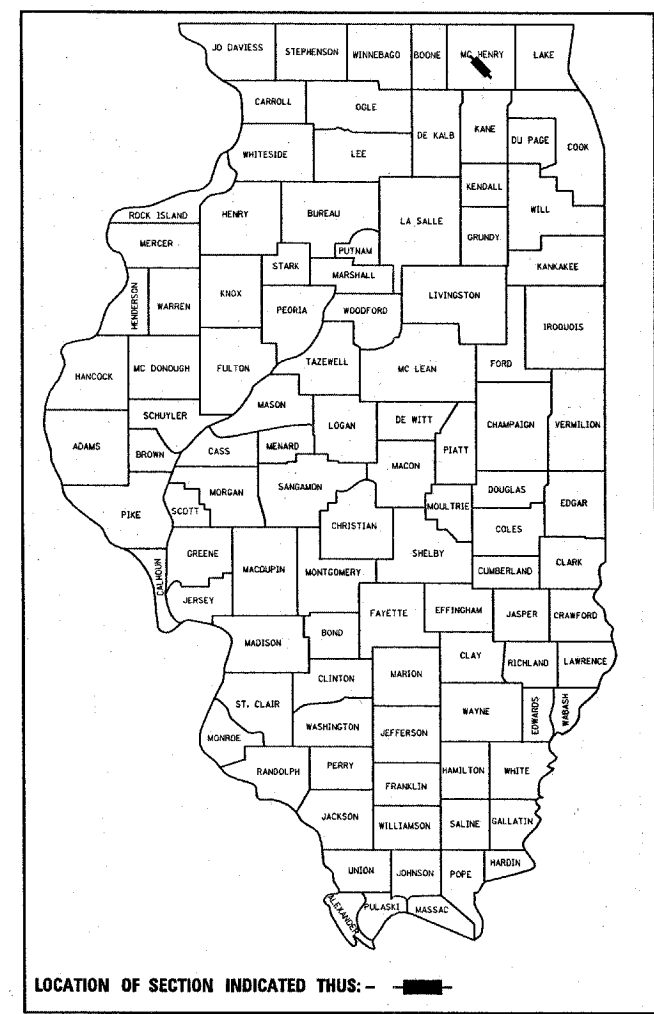 JO DAVIESS STEPHENSON WINNEBAGO BOONE MC HENRY LAKE
CARROLL OGLE DE KALB KANE DU PAGE COOK
WHITESIDE LEE
KENDALL WILL
ROCK ISLAND HENRY BUREAU LA SALLE GRUNDY
MERCER PUTNAM
STARK MARSHALL KANKAKEE
HENDERSON WARREN KNOX PEORIA WOODFORD LIVINGSTON IROQUOIS
HANCOCK MC DONOUGH FULTON TAZEWELL MC LEAN FORD
SCHUYLER MASON LOGAN DE WITT CHAMPAIGN VERMILION
ADAMS BROWN CASS MENARD PIATT
MACON
PIKE SCOTT MORGAN SANGAMON CHRISTIAN MOULTRIE DOUGLAS EDGAR
COLES
CALHOUN GREENE MACOUPIN MONTGOMERY SHELBY CUMBERLAND CLARK
JERSEY
MADISON BOND FAYETTE EFFINGHAM JASPER CRAWFORD
CLINTON MARION CLAY RICHLAND LAWRENCE
ST. CLAIR WASHINGTON JEFFERSON WAYNE EDWARDS WABASH
MONROE
RANDOLPH PERRY FRANKLIN HAMILTON WHITE
JACKSON WILLIAMSON SALINE GALLATIN
UNION JOHNSON POPE HARDIN
ALEXANDER PULASKI MASSAC
LOCATION OF SECTION INDICATED THUS: -